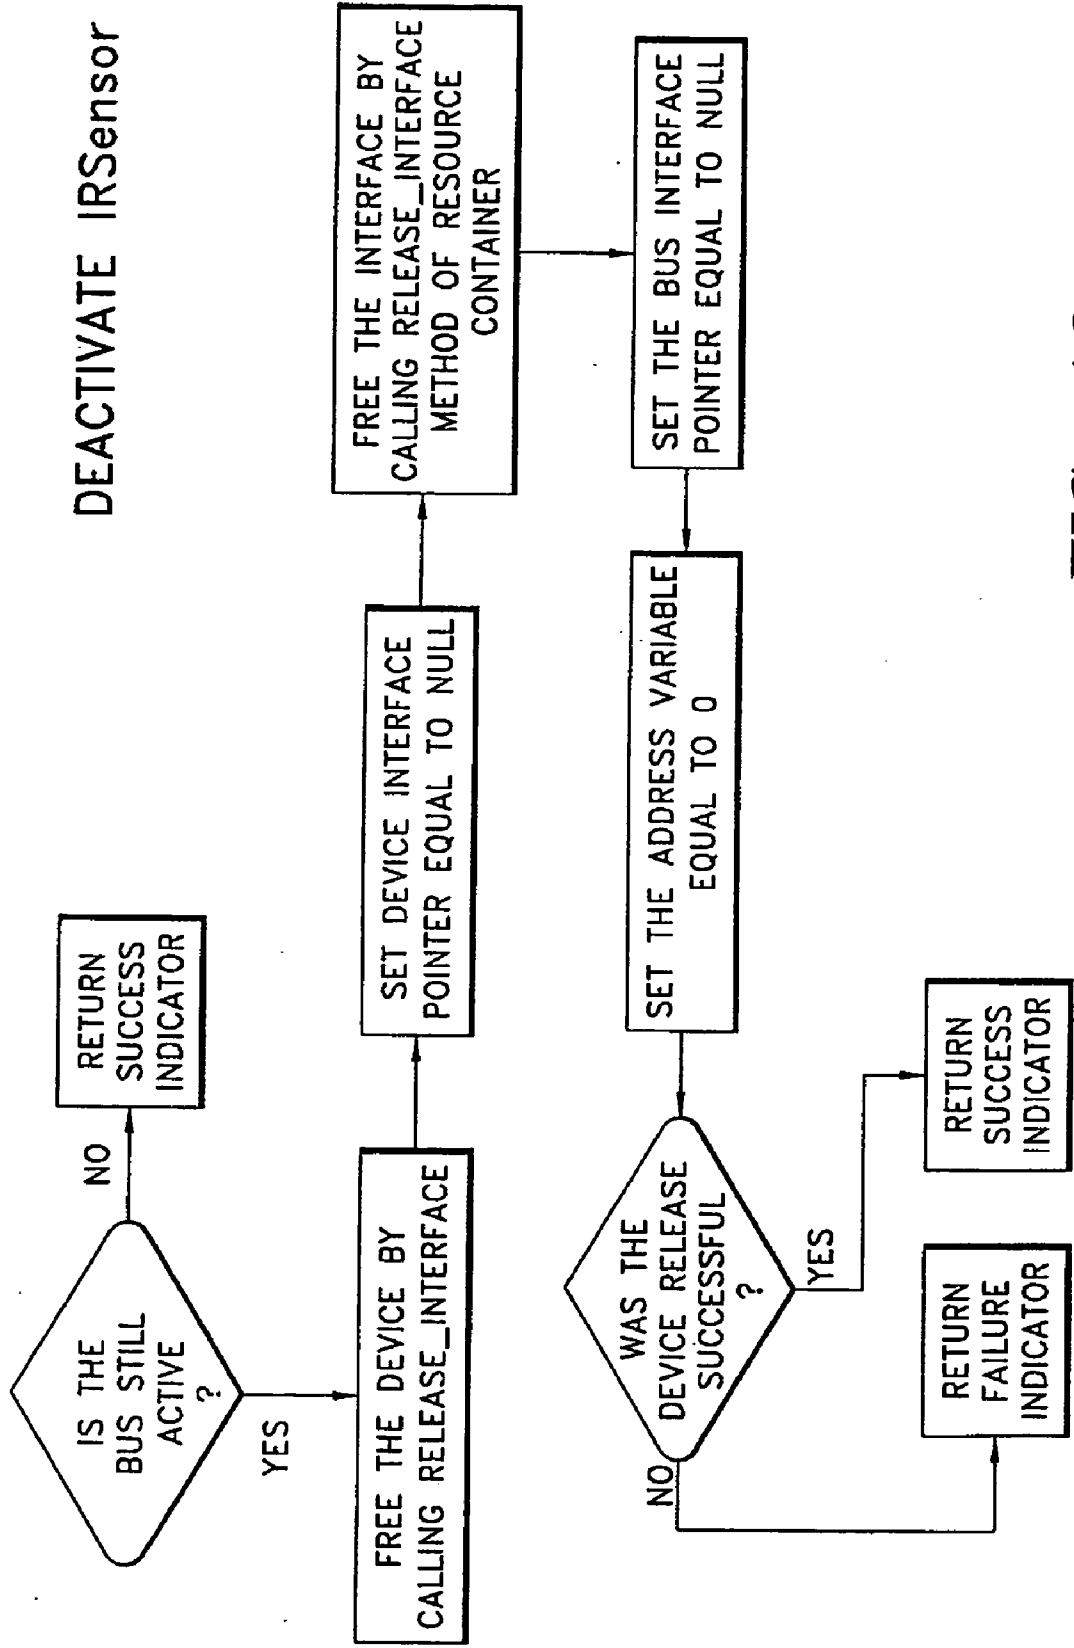 DEACTIVATE IRSensor
IS THE
BUS STILL
ACTIVE
?
NO
RETURN
SUCCESS
INDICATOR
YES
FREE THE DEVICE BY
CALLING RELEASE_INTERFACE
SET DEVICE INTERFACE
POINTER EQUAL TO NULL
FREE THE INTERFACE BY
CALLING RELEASE_INTERFACE
METHOD OF RESOURCE
CONTAINER
SET THE BUS INTERFACE
POINTER EQUAL TO NULL
SET THE ADDRESS VARIABLE
EQUAL TO 0
WAS THE
DEVICE RELEASE
SUCCESSFUL
?
NO
YES
RETURN
FAILURE
INDICATOR
RETURN
SUCCESS
INDICATOR